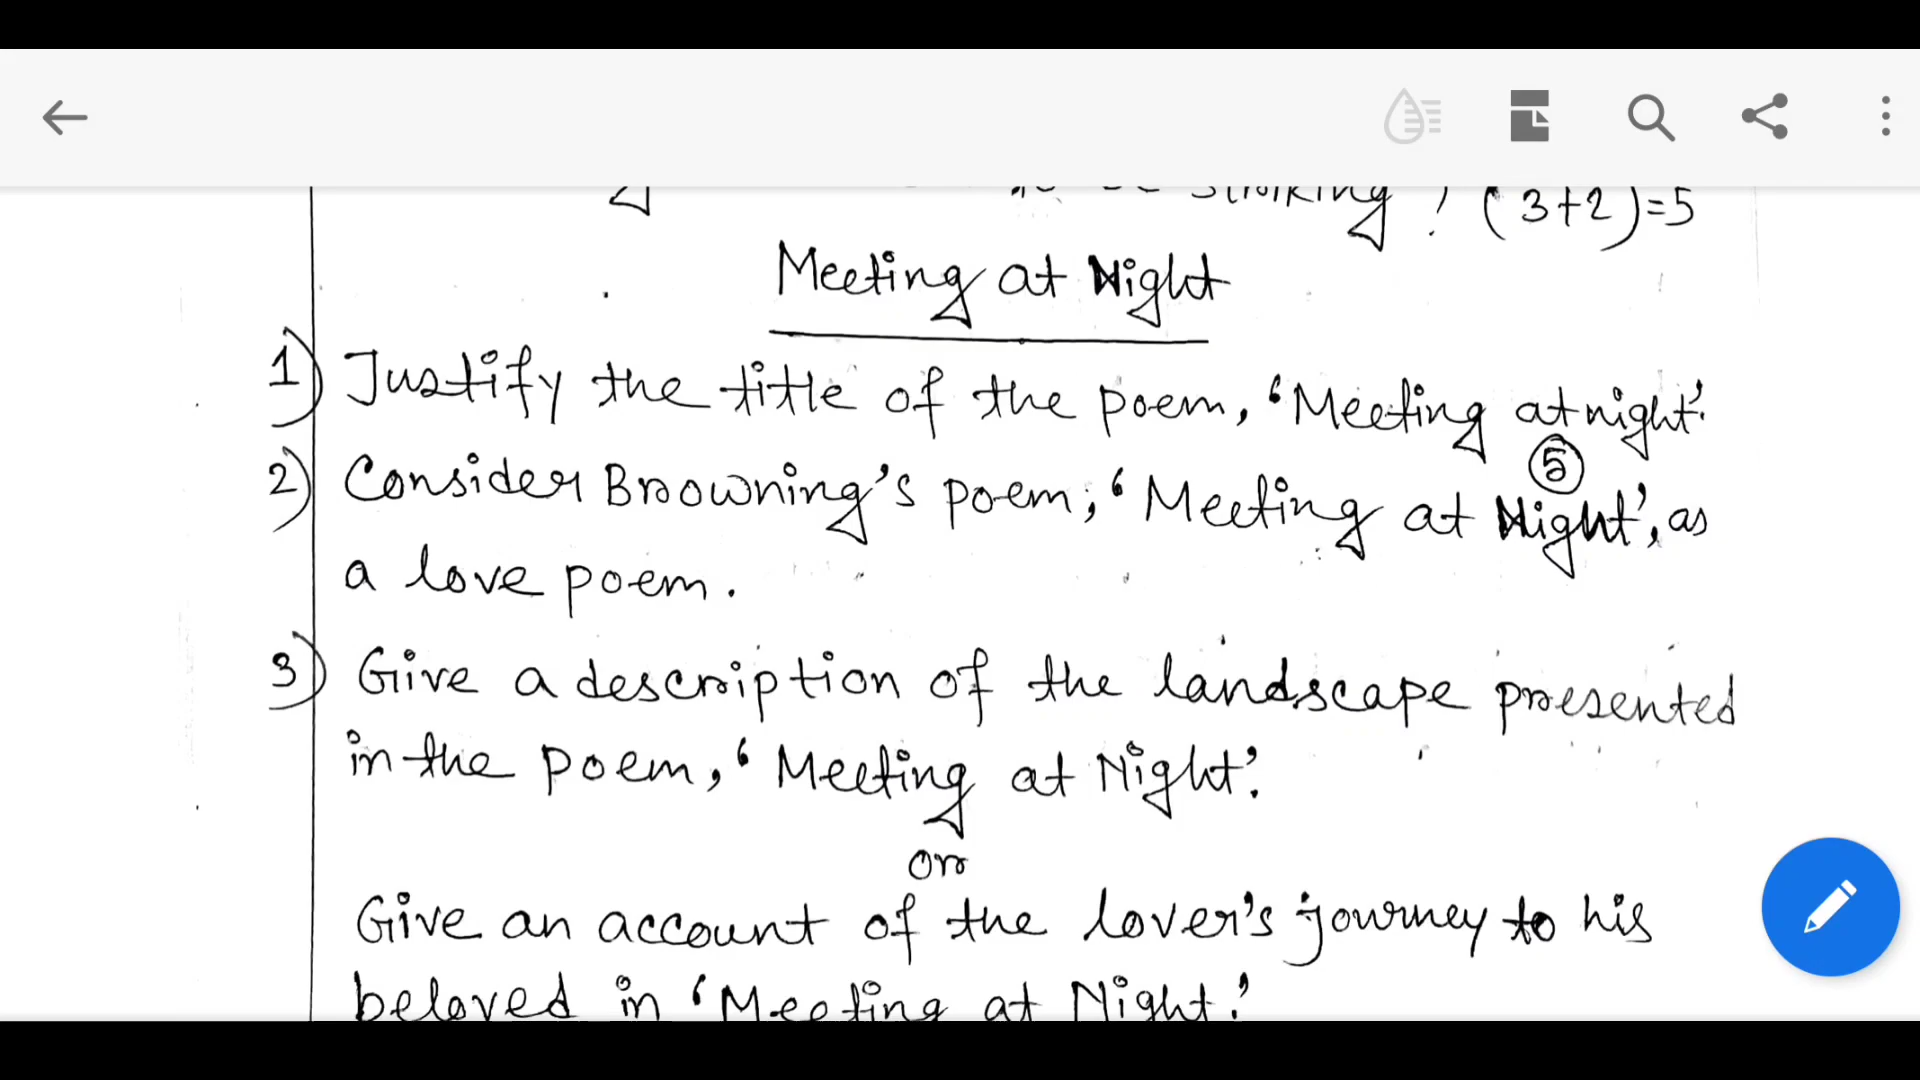 striking? (3+2)=5
Meeting at Night
1) Justify the title of the poem, 'Meeting at night'.
5
2) Consider Browning's poem, 'Meeting at Night', as
a love poem.
3) Give a description of the landscape presented
in the poem, 'Meeting at Night'.
or
Give an account of the lover's journey to his
beloved in 'Meeting at Night'.